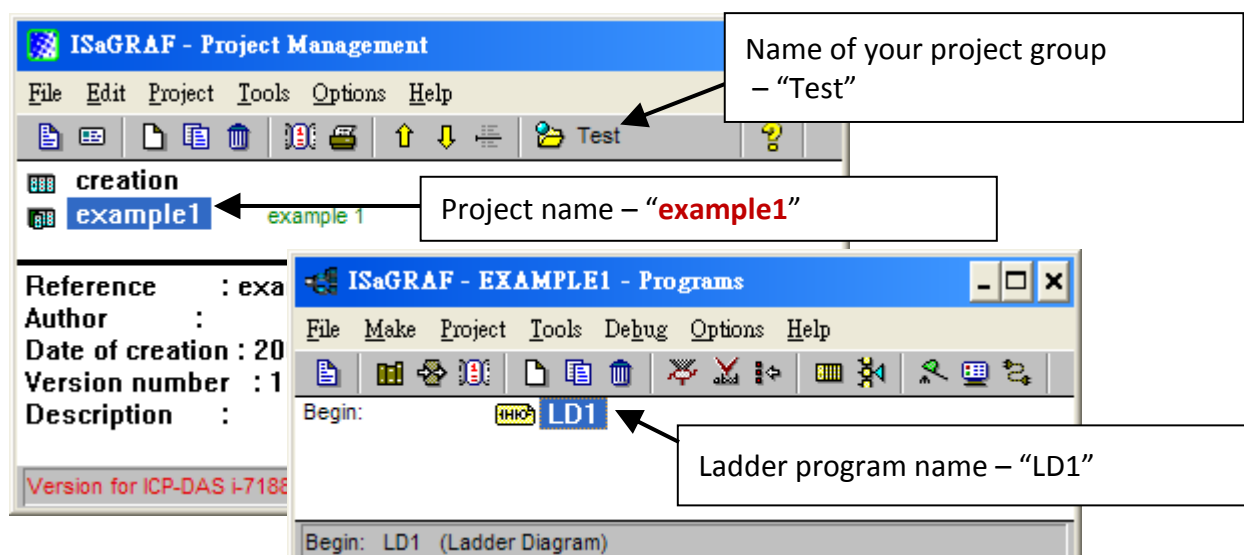 ISaGRAF - Project Management
File Edit Project Tools Options Help
Test
Name of your project group
– “Test”
creation
example1 example 1
Project name – “example1”
Reference : exa
Author :
Date of creation : 20
Version number : 1
Description :
Version for ICP-DAS i-7188
ISaGRAF - EXAMPLE1 - Programs
File Make Project Tools Debug Options Help
Begin: LD1
Ladder program name – “LD1”
Begin: LD1 (Ladder Diagram)